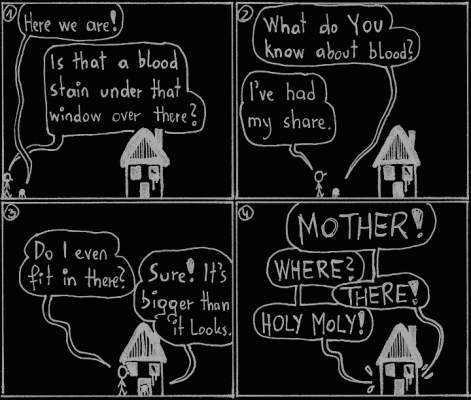 1
Here we are!
Is that a blood
stain under that
window over there?
2
What do YOU
know about blood?
I've had
my share.
3
Do I even
fit in there?
Sure! It's
bigger than
it Looks.
4
MOTHER!
WHERE?
THERE!
HOLY MOLY!